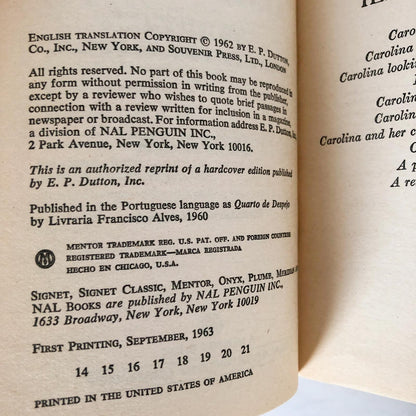 ENGLISH TRANSLATION COPYRIGHT © 1962 BY E. P. DUTTON,
CO., INC., NEW YORK, AND SOUVENIR PRESS, LTD., LONDON
All rights reserved. No part of this book may be reproduced in
any form without permission in writing from the publisher,
except by a reviewer who wishes to quote brief passages in
connection with a review written for inclusion in a magazine,
newspaper or broadcast. For information address E. P. Dutton,
a division of NAL PENGUIN INC.,
2 Park Avenue, New York, New York 10016.
This is an authorized reprint of a hardcover edition published
by E. P. Dutton, Inc.
Published in the Portuguese language as Quarto de Despejo
by Livraria Francisco Alves, 1960
M
MENTOR TRADEMARK REG. U.S. PAT. OFF. AND FOREIGN COUNTRIES
REGISTERED TRADEMARK—MARCA REGISTRADA
HECHO EN CHICAGO, U.S.A.
SIGNET, SIGNET CLASSIC, MENTOR, ONYX, PLUME, MERIDIAN
NAL BOOKS are published by NAL PENGUIN INC.,
1633 Broadway, New York, New York 10019
FIRST PRINTING, SEPTEMBER, 1963
14 15 16 17 18 19 20 21
PRINTED IN THE UNITED STATES OF AMERICA
Carolina
Carolina looking
Carolina and her
A
A